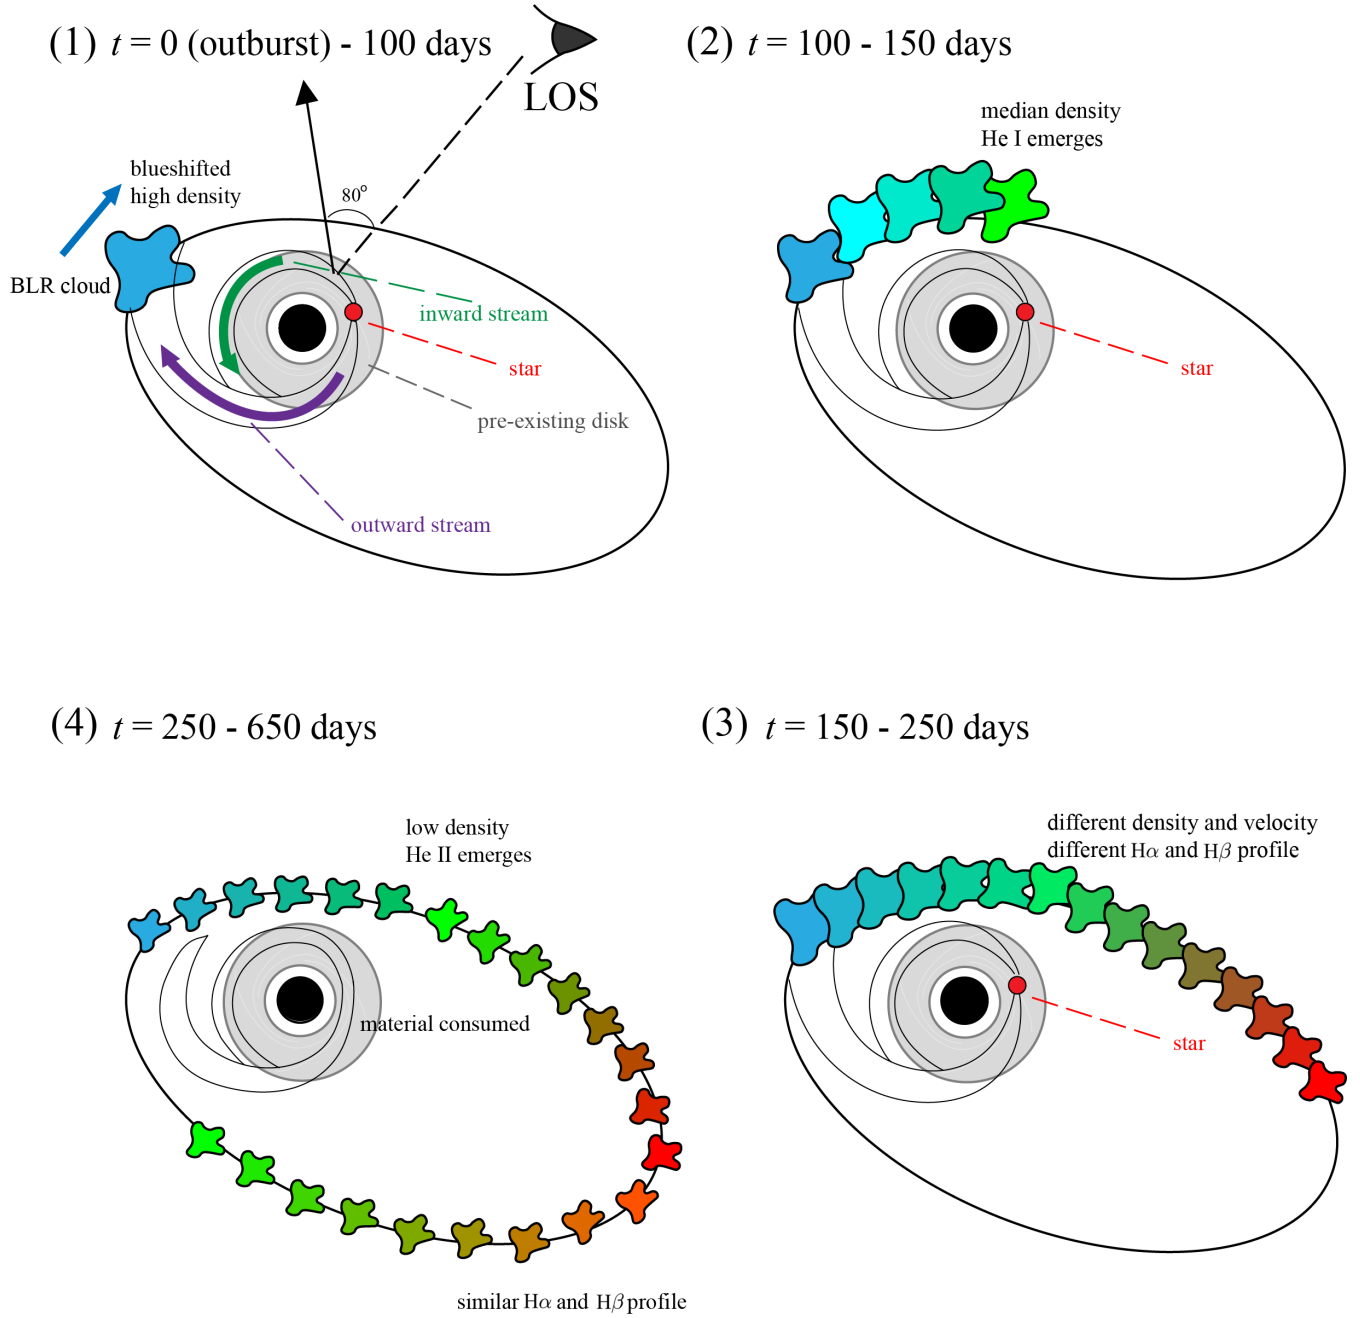 (1) t = 0 (outburst) - 100 days
LOS
blueshifted
high density
80°
BLR cloud
inward stream
star
pre-existing disk
outward stream
(2) t = 100 - 150 days
median density
He I emerges
star
(4) t = 250 - 650 days
low density
He II emerges
material consumed
similar Hα and Hβ profile
(3) t = 150 - 250 days
different density and velocity
different Hα and Hβ profile
star